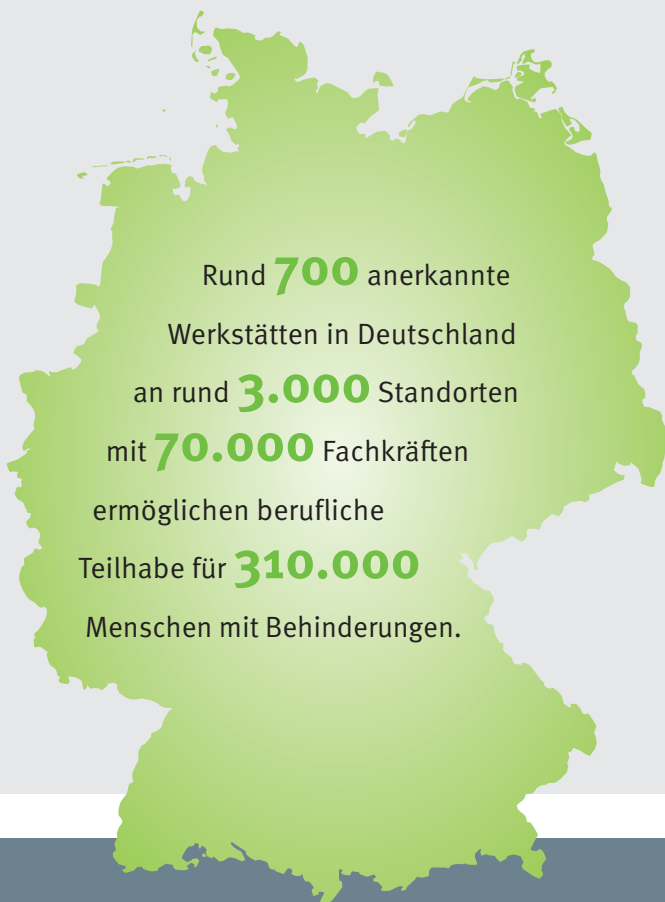 Rund 700 anerkannte
Werkstätten in Deutschland
an rund 3.000 Standorten
mit 70.000 Fachkräften
ermöglichen berufliche
Teilhabe für 310.000
Menschen mit Behinderungen.